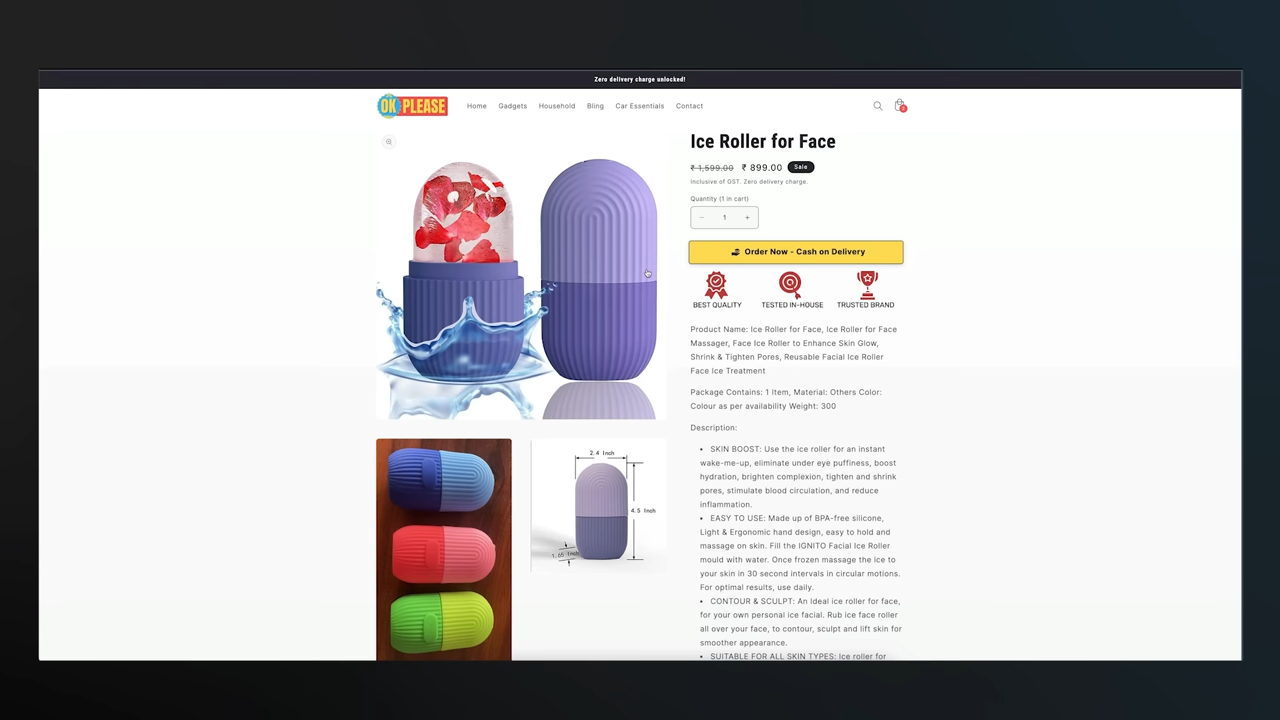 Zero delivery charge unlocked!
OK PLEASE
Home
Gadgets
Household
Bling
Car Essentials
Contact
2
Ice Roller for Face
₹ 1,599.00 ₹ 899.00 Sale
Inclusive of GST. Zero delivery charge.
Quantity (1 in cart)
− 1 +
Order Now - Cash on Delivery
BEST QUALITY
TESTED IN-HOUSE
TRUSTED BRAND
Product Name: Ice Roller for Face, Ice Roller for Face
Massager, Face Ice Roller to Enhance Skin Glow,
Shrink & Tighten Pores, Reusable Facial Ice Roller
Face Ice Treatment
Package Contains: 1 Item, Material: Others Color:
Colour as per availability Weight: 300
Description:
• SKIN BOOST: Use the ice roller for an instant
wake-me-up, eliminate under eye puffiness, boost
hydration, brighten complexion, tighten and shrink
pores, stimulate blood circulation, and reduce
inflammation.
• EASY TO USE: Made up of BPA-free silicone,
Light & Ergonomic hand design, easy to hold and
massage on skin. Fill the IGNITO Facial Ice Roller
mould with water. Once frozen massage the ice to
your skin in 30 second intervals in circular motions.
For optimal results, use daily.
• CONTOUR & SCULPT: An Ideal ice roller for face,
for your own personal ice facial. Rub ice face roller
all over your face, to contour, sculpt and lift skin for
smoother appearance.
• SUITABLE FOR ALL SKIN TYPES: Ice roller for
2.4 Inch
4.5 Inch
1.65 Inch